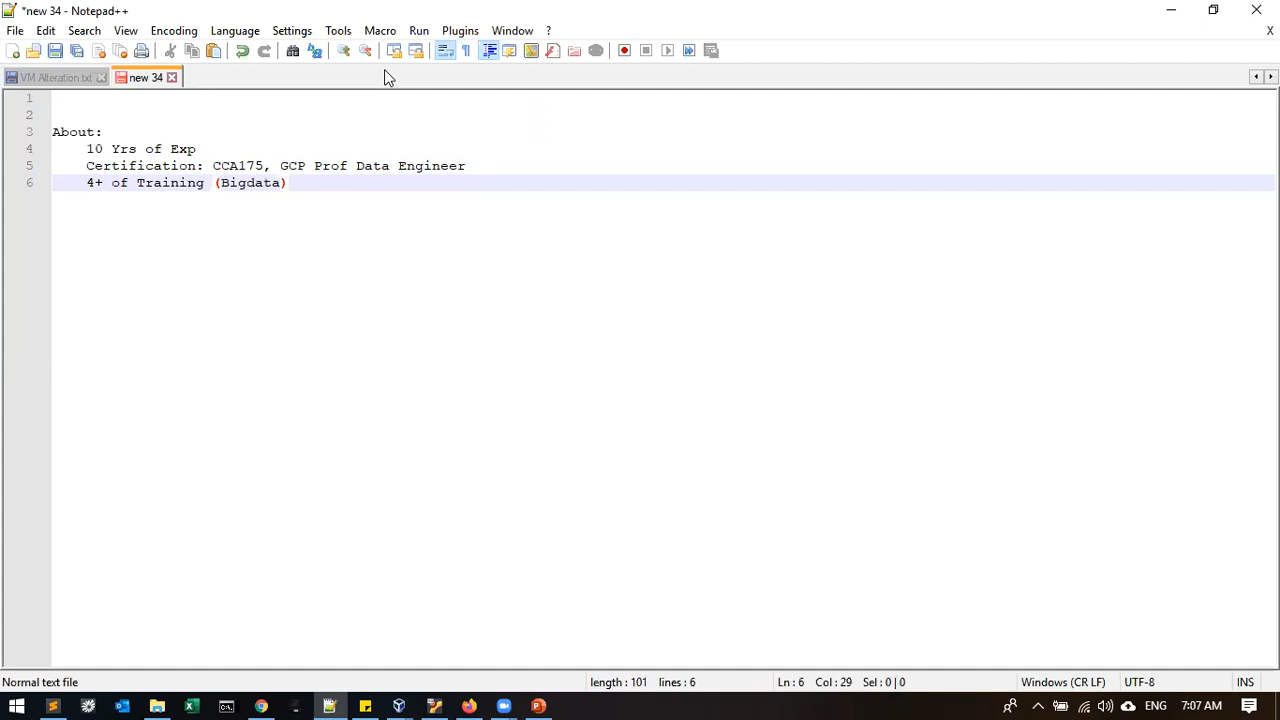 *new 34 - Notepad++
File Edit Search View Encoding Language Settings Tools Macro Run Plugins Window ? X
VM Alteration.txt new 34
1
2
3 About:
4 10 Yrs of Exp
5 Certification: CCA175, GCP Prof Data Engineer
6 4+ of Training (Bigdata)
Normal text file length : 101 lines : 6 Ln : 6 Col : 29 Sel : 0 | 0 Windows (CR LF) UTF-8 INS
ENG 7:07 AM